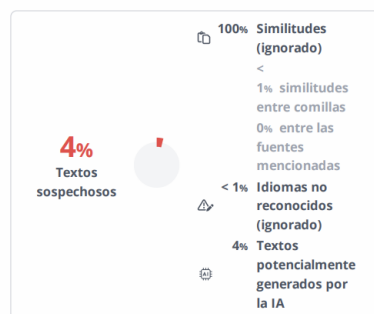 4%
Textos
sospechosos
100% Similitudes
(ignorado)
<
1% similitudes
entre comillas
0% entre las
fuentes
mencionadas
< 1% Idiomas no
reconocidos
(ignorado)
4% Textos
potencialmente
generados por
la IA
AI